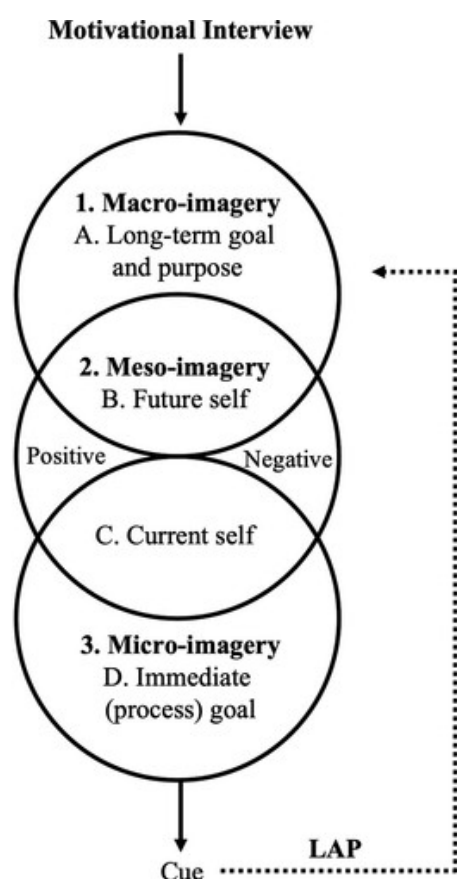 Motivational Interview
1. Macro-imagery
A. Long-term goal
and purpose
2. Meso-imagery
B. Future self
Positive
Negative
C. Current self
3. Micro-imagery
D. Immediate
(process) goal
LAP
Cue